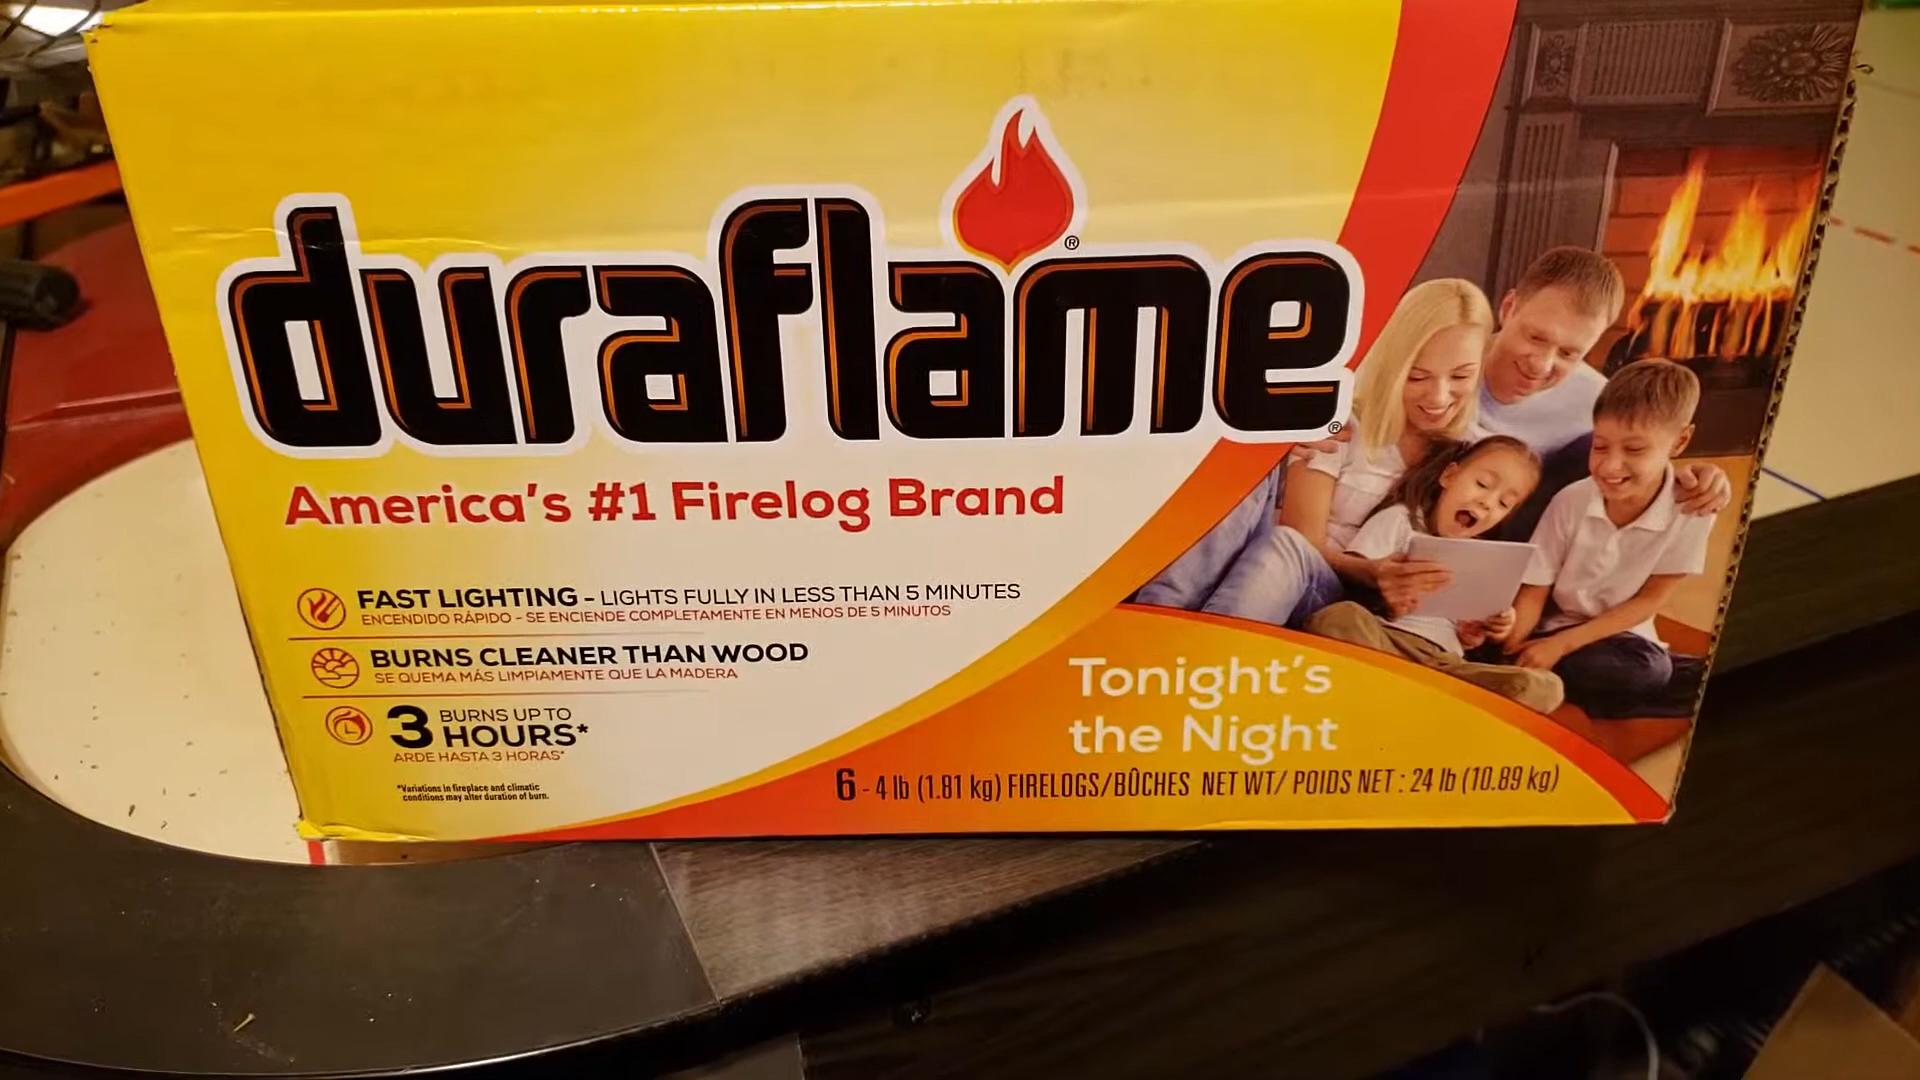 duraflame®
®
America's #1 Firelog Brand
FAST LIGHTING - LIGHTS FULLY IN LESS THAN 5 MINUTES
ENCENDIDO RÁPIDO - SE ENCIENDE COMPLETAMENTE EN MENOS DE 5 MINUTOS
BURNS CLEANER THAN WOOD
SE QUEMA MÁS LIMPIAMENTE QUE LA MADERA
3 BURNS UP TO
HOURS*
ARDE HASTA 3 HORAS*
*Variations in fireplace and climatic
conditions may alter duration of burn.
Tonight's
the Night
6 - 4 lb (1.81 kg) FIRELOGS/BÛCHES NET WT/ POIDS NET : 24 lb (10.89 kg)